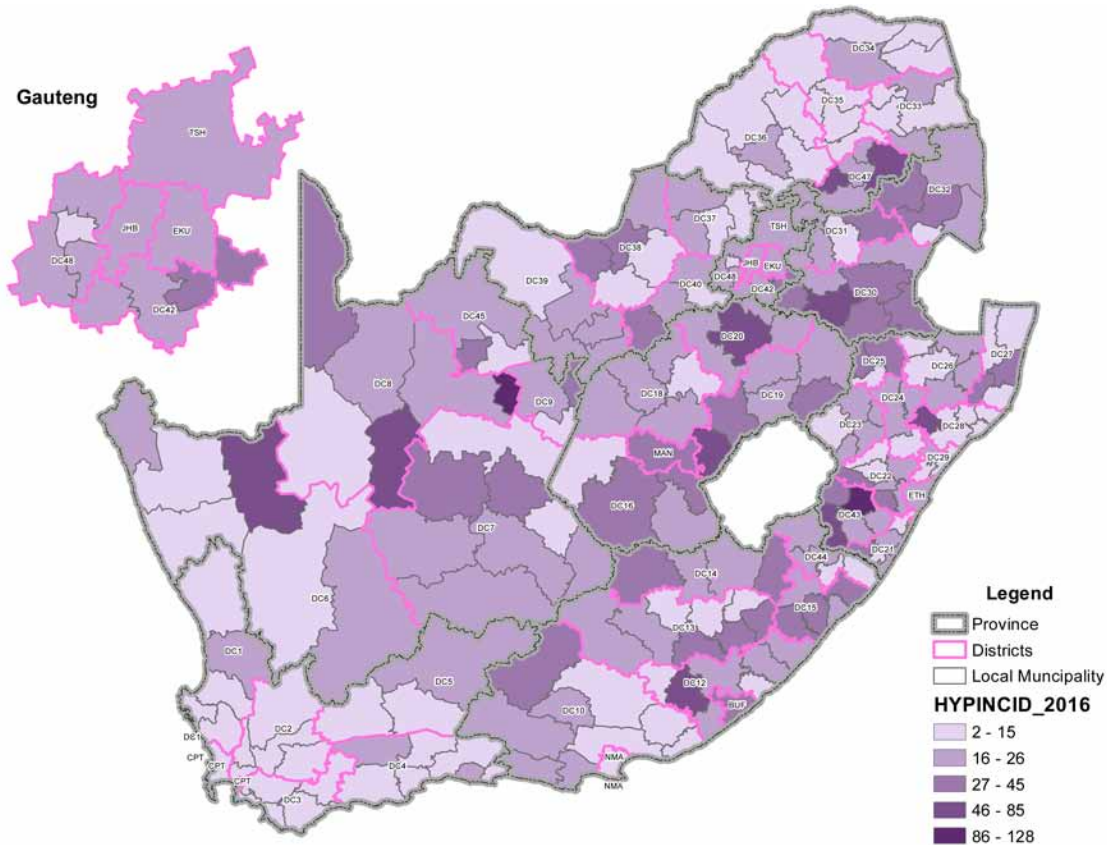 Gauteng
TSH
JHB
EKU
DC48
DC42
DC34
DC35
DC33
DC36
DC47
DC32
DC37
TSH
DC31
DC38
DC39
JHB
EKU
DC48
DC42
DC40
DC30
DC45
DC20
DC27
DC25
DC26
DC8
DC18
DC19
DC24
DC9
DC28
DC23
MAN
DC29
DC22
ETH
DC16
DC43
DC7
DC21
DC44
DC14
DC6
DC15
DC13
DC1
DC5
DC12
BUF
DC10
DC2
DC1
CPT
CPT
CPT
DC4
DC3
NMA
NMA
Legend
Province
Districts
Local Muncipality
HYPINCID_2016
2 - 15
16 - 26
27 - 45
46 - 85
86 - 128